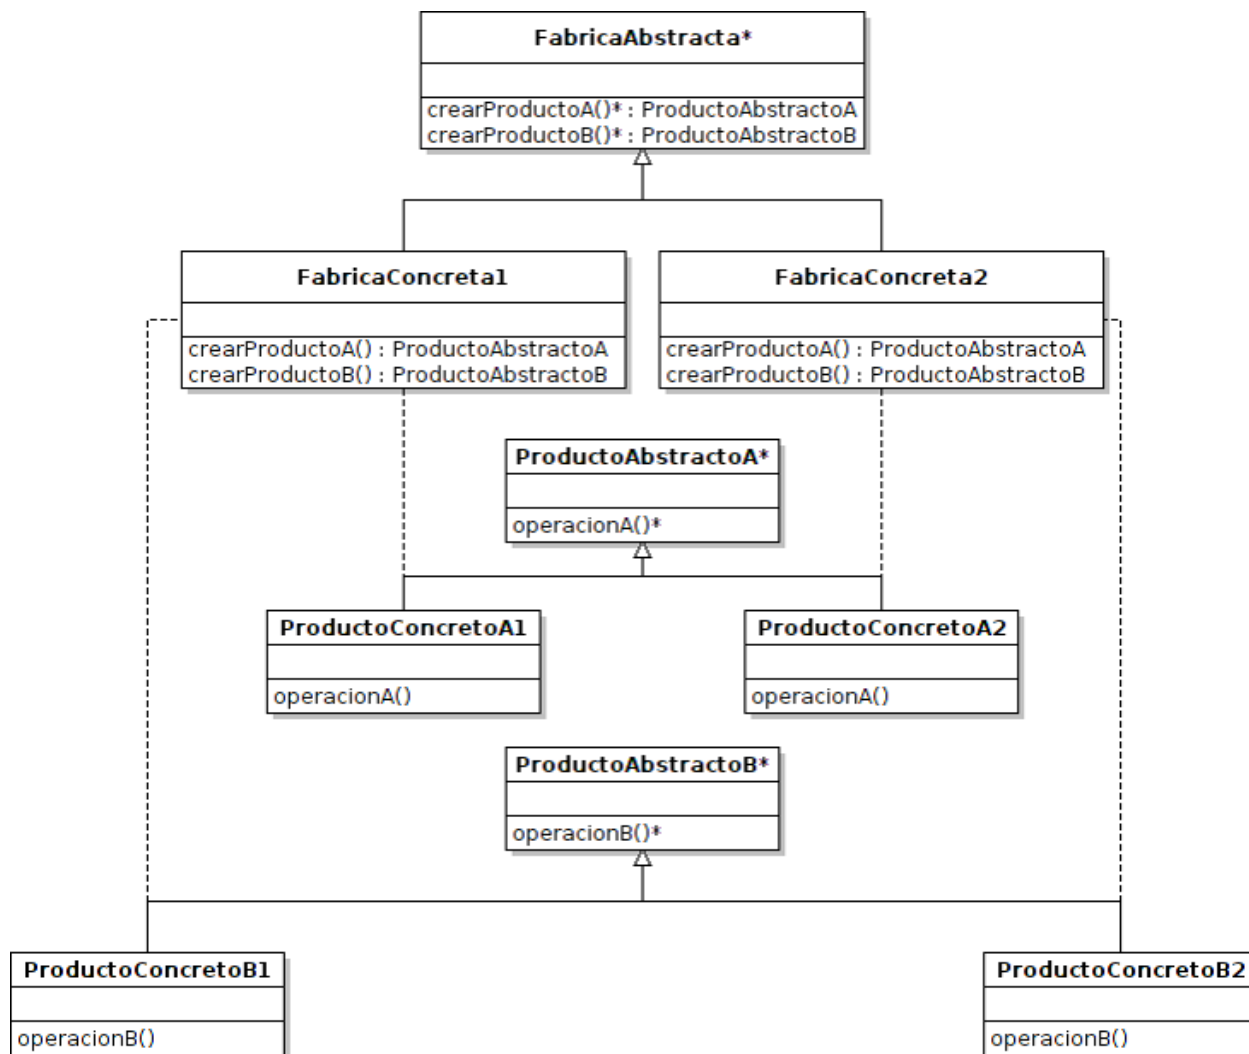 FabricaAbstracta*
crearProductoA()* : ProductoAbstractoA
crearProductoB()* : ProductoAbstractoB
FabricaConcreta1
crearProductoA() : ProductoAbstractoA
crearProductoB() : ProductoAbstractoB
FabricaConcreta2
crearProductoA() : ProductoAbstractoA
crearProductoB() : ProductoAbstractoB
ProductoAbstractoA*
operacionA()*
ProductoConcretoA1
operacionA()
ProductoConcretoA2
operacionA()
ProductoAbstractoB*
operacionB()*
ProductoConcretoB1
operacionB()
ProductoConcretoB2
operacionB()